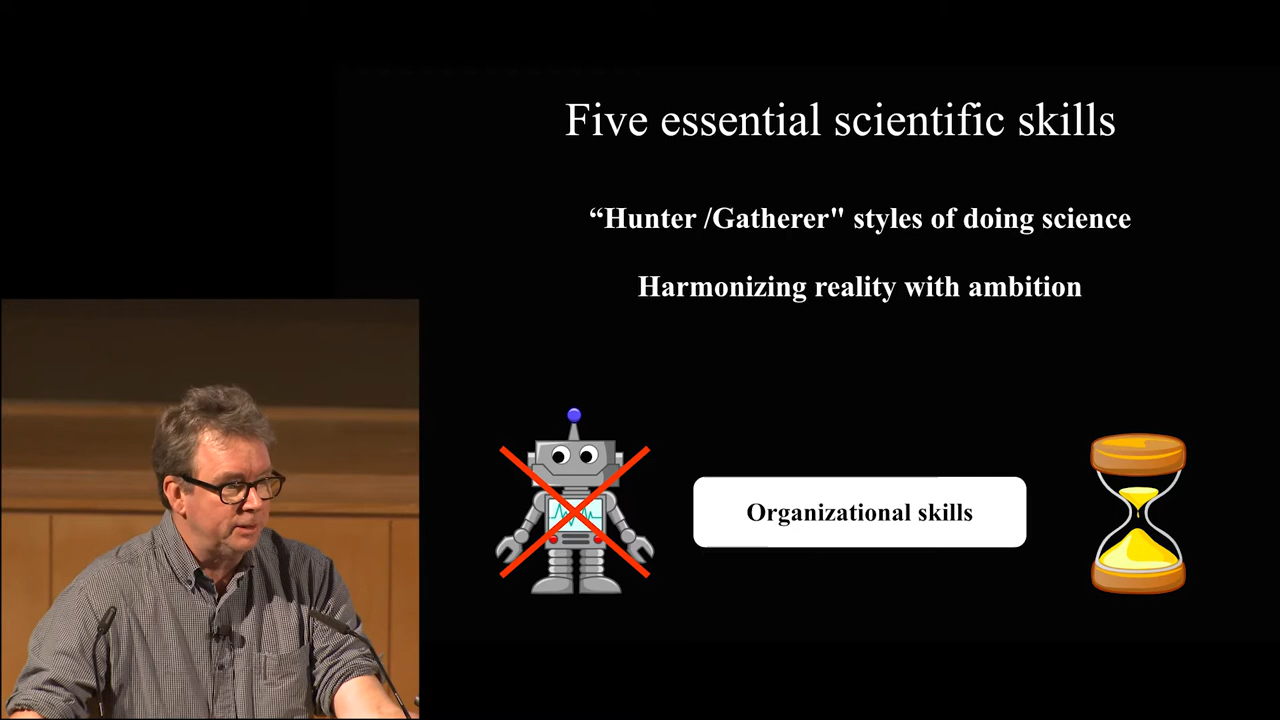 Five essential scientific skills
“Hunter /Gatherer" styles of doing science
Harmonizing reality with ambition
Organizational skills